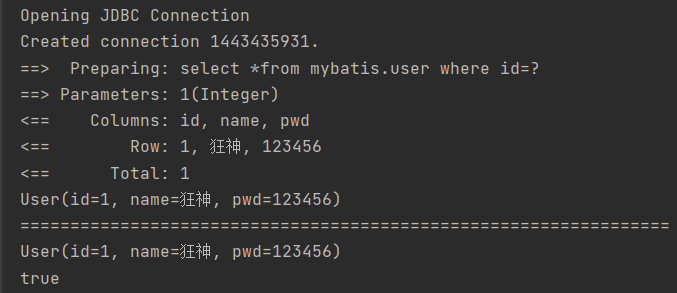 Opening JDBC Connection
Created connection 1443435931.
==>  Preparing: select *from mybatis.user where id=?
==> Parameters: 1(Integer)
<==    Columns: id, name, pwd
<==        Row: 1, 狂神, 123456
<==      Total: 1
User(id=1, name=狂神, pwd=123456)
=================================================================
User(id=1, name=狂神, pwd=123456)
true